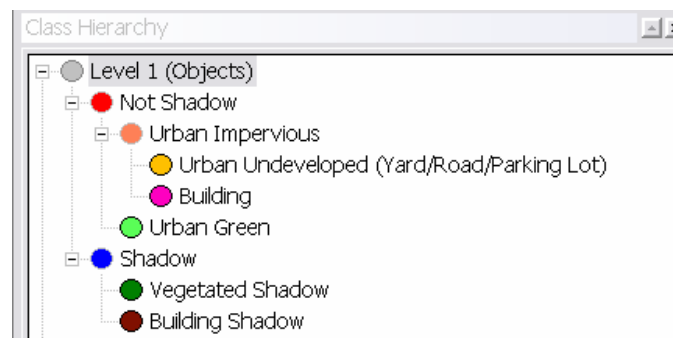 Class Hierarchy
Level 1 (Objects)
Not Shadow
Urban Impervious
Urban Undeveloped (Yard/Road/Parking Lot)
Building
Urban Green
Shadow
Vegetated Shadow
Building Shadow